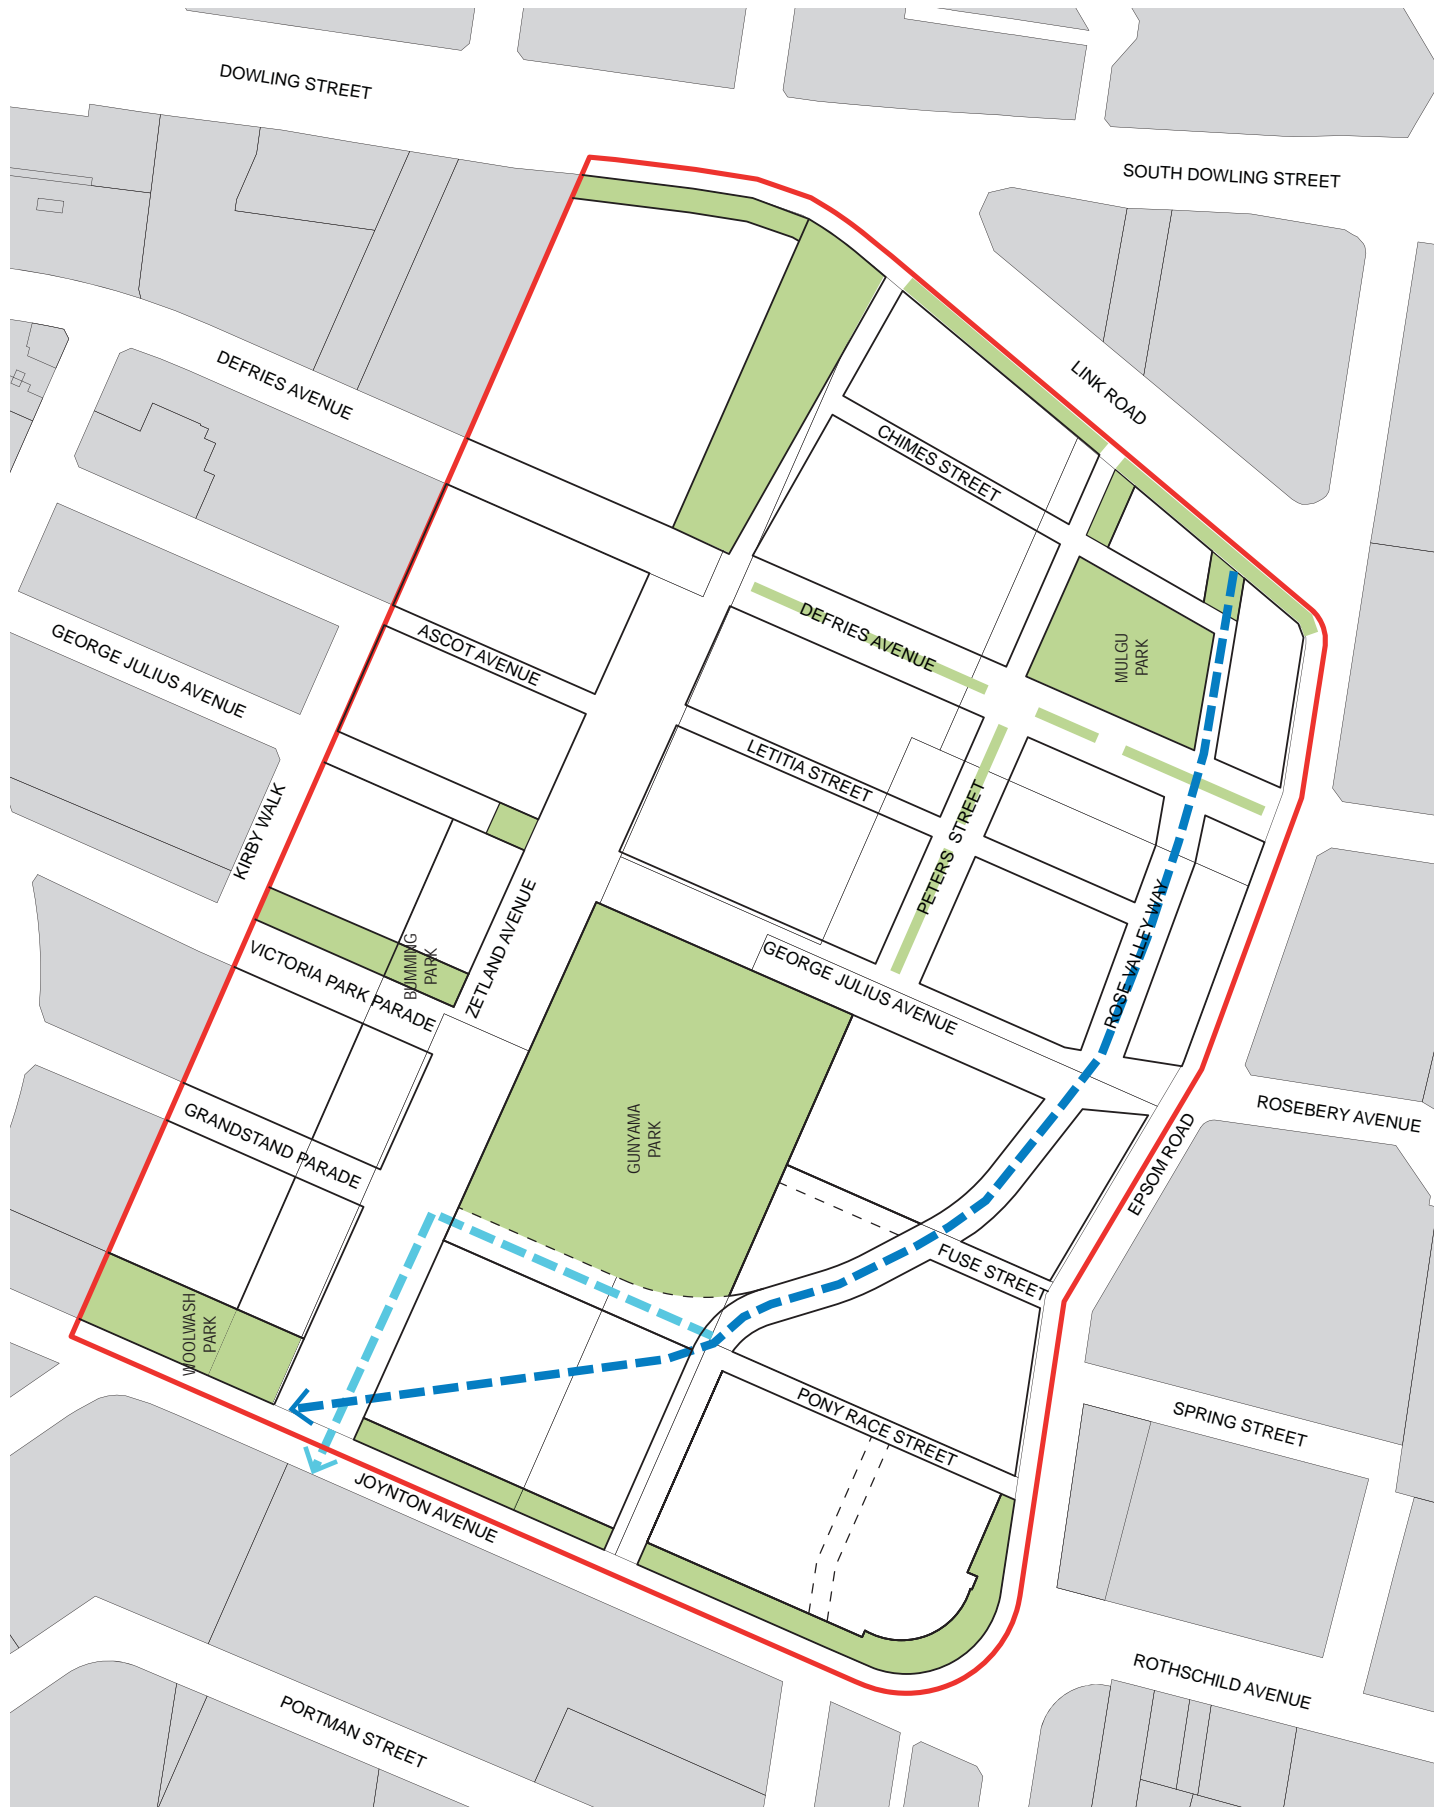 DOWLING STREET
SOUTH DOWLING STREET
DEFRIES AVENUE
LINK ROAD
CHIMES STREET
DEFRIES AVENUE
MULGU
PARK
GEORGE JULIUS AVENUE
ASCOT AVENUE
LETITIA STREET
KIRBY WALK
PETERS STREET
ROSE VALLEY WAY
ZETLAND AVENUE
VICTORIA PARK PARADE
BUMMING
PARK
GEORGE JULIUS AVENUE
GUNYAMA
PARK
ROSEBERY AVENUE
EPSOM ROAD
GRANDSTAND PARADE
FUSE STREET
WOOLWASH
PARK
PONY RACE STREET
SPRING STREET
JOYNTON AVENUE
ROTHSCHILD AVENUE
PORTMAN STREET